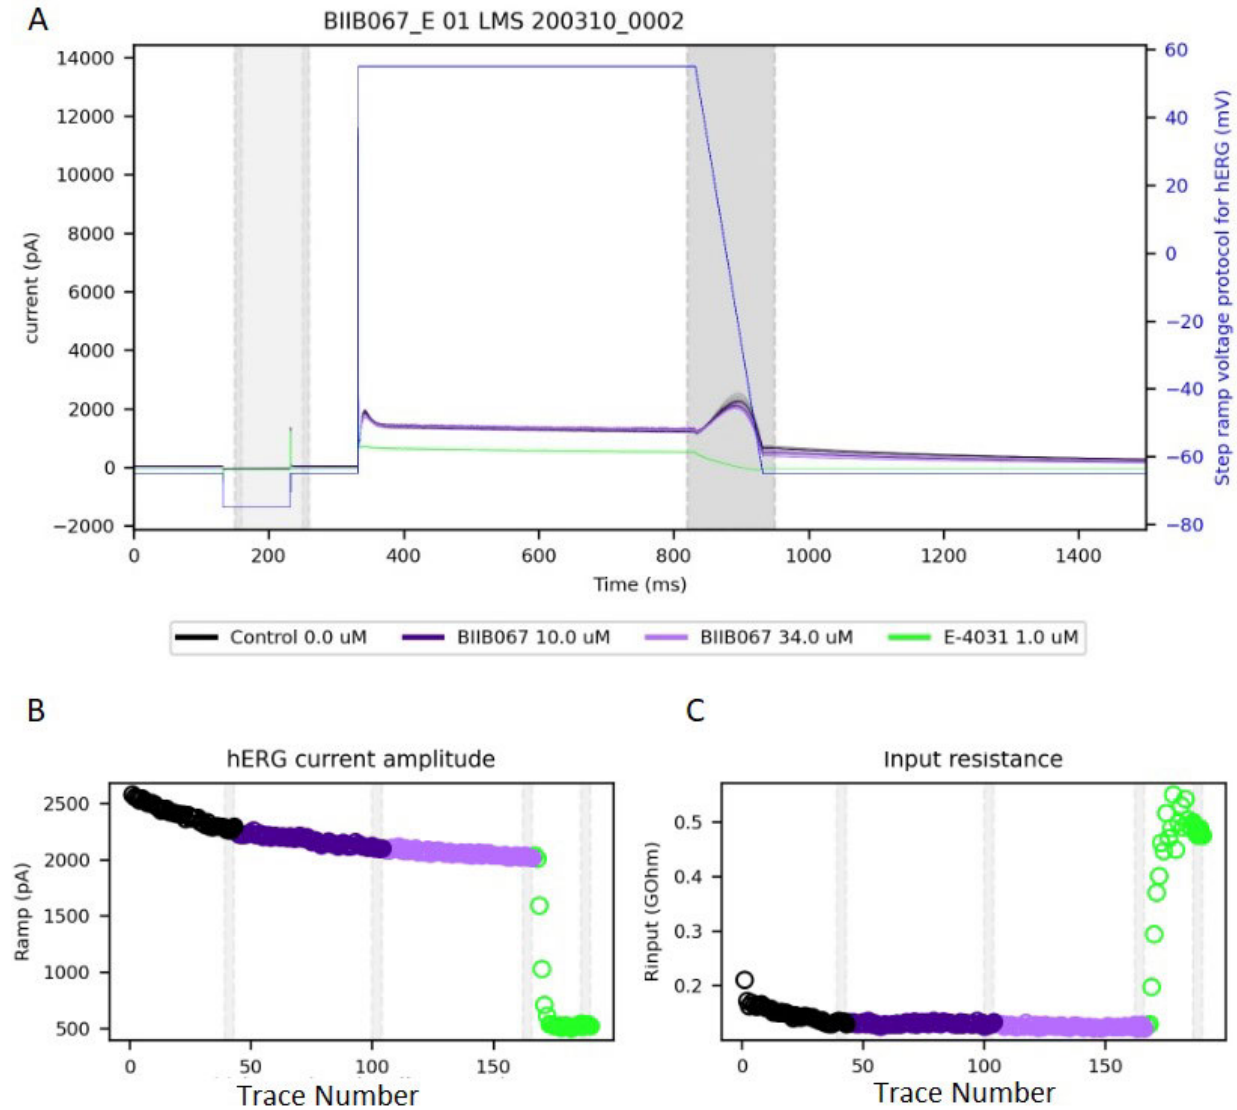 A
BIIB067_E 01 LMS 200310_0002
14000
12000
10000
8000
6000
4000
2000
0
−2000
current (pA)
60
40
20
0
−20
−40
−60
−80
Step ramp voltage protocol for hERG (mV)
0 200 400 600 800 1000 1200 1400
Time (ms)
Control 0.0 uM BIIB067 10.0 uM BIIB067 34.0 uM E-4031 1.0 uM
B
hERG current amplitude
2500
2000
1500
1000
500
Ramp (pA)
0 50 100 150
Trace Number
C
Input resistance
0.5
0.4
0.3
0.2
Rinput (GOhm)
0 50 100 150
Trace Number